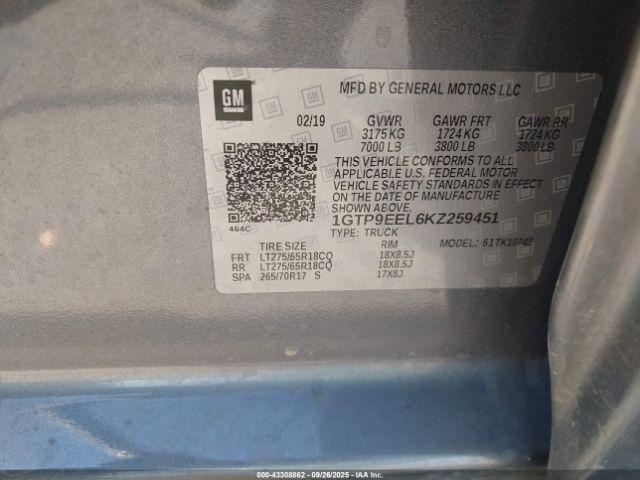 GM
MFD BY GENERAL MOTORS LLC
02/19 GVWR GAWR FRT GAWR RR
3175 KG 1724 KG 1724 KG
7000 LB 3800 LB 3800 LB
THIS VEHICLE CONFORMS TO ALL
APPLICABLE U.S. FEDERAL MOTOR
VEHICLE SAFETY STANDARDS IN EFFECT
ON THE DATE OF MANUFACTURE
SHOWN ABOVE.
1GTP9EEL6KZ259451
464C
TYPE: TRUCK
MODEL: 61TK10743
TIRE SIZE RIM
FRT LT275/65R18CQ 18X8.5J
RR LT275/65R18CQ 18X8.5J
SPA 265/70R17 S 17X8J
000-43308862 09/26/2025 IAA Inc.